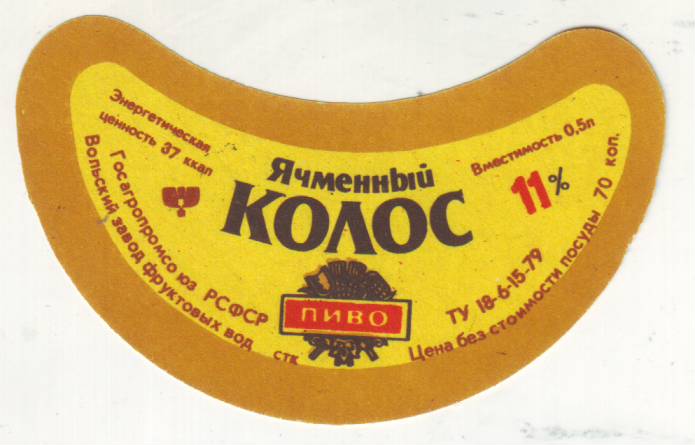 Энергетическая
ценность 37 ккал
Госагропромсо юз РСФСР
Вольский завод фруктовых вод
стк
Ячменный
КОЛОС
ПИВО
Вместимость 0,5л
11%
ТУ 18-6-15-79
Цена без стоимости посуды 70 коп.